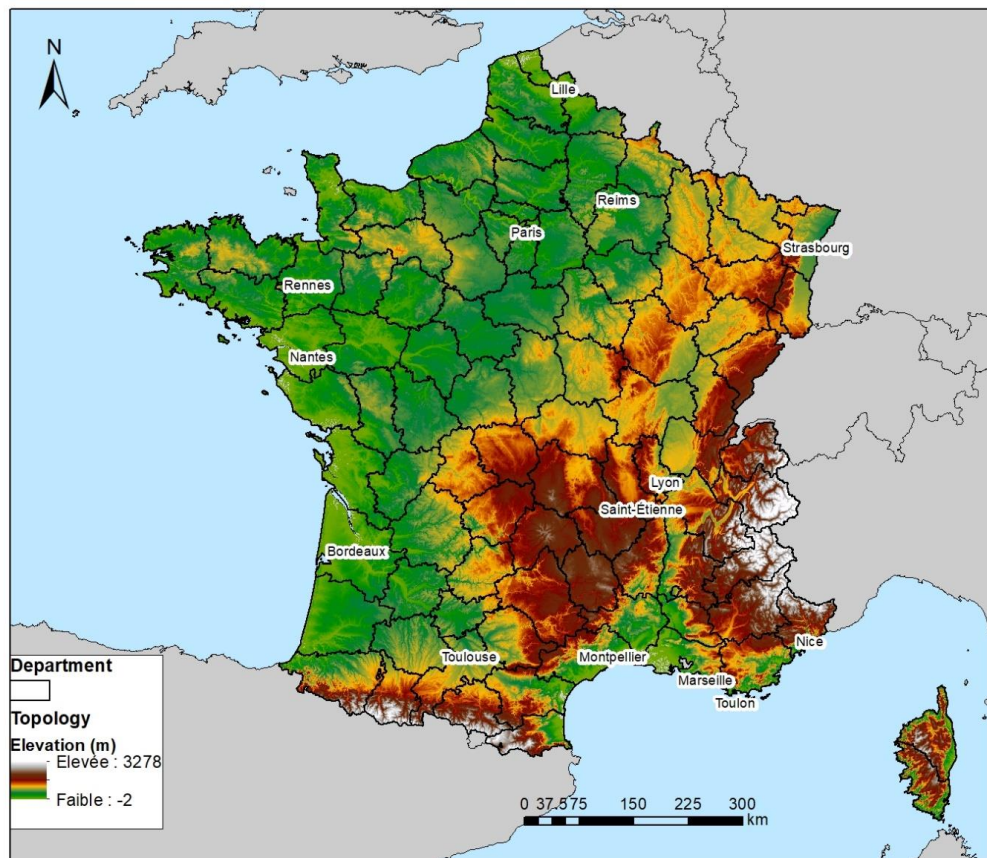 N
Lille
Reims
Paris
Strasbourg
Rennes
Nantes
Lyon
Saint-Étienne
Bordeaux
Nice
Toulouse
Montpellier
Marseille
Toulon
Department
Topology
Elevation (m)
Elevée : 3278
Faible : -2
0 37,575 150 225 300
km